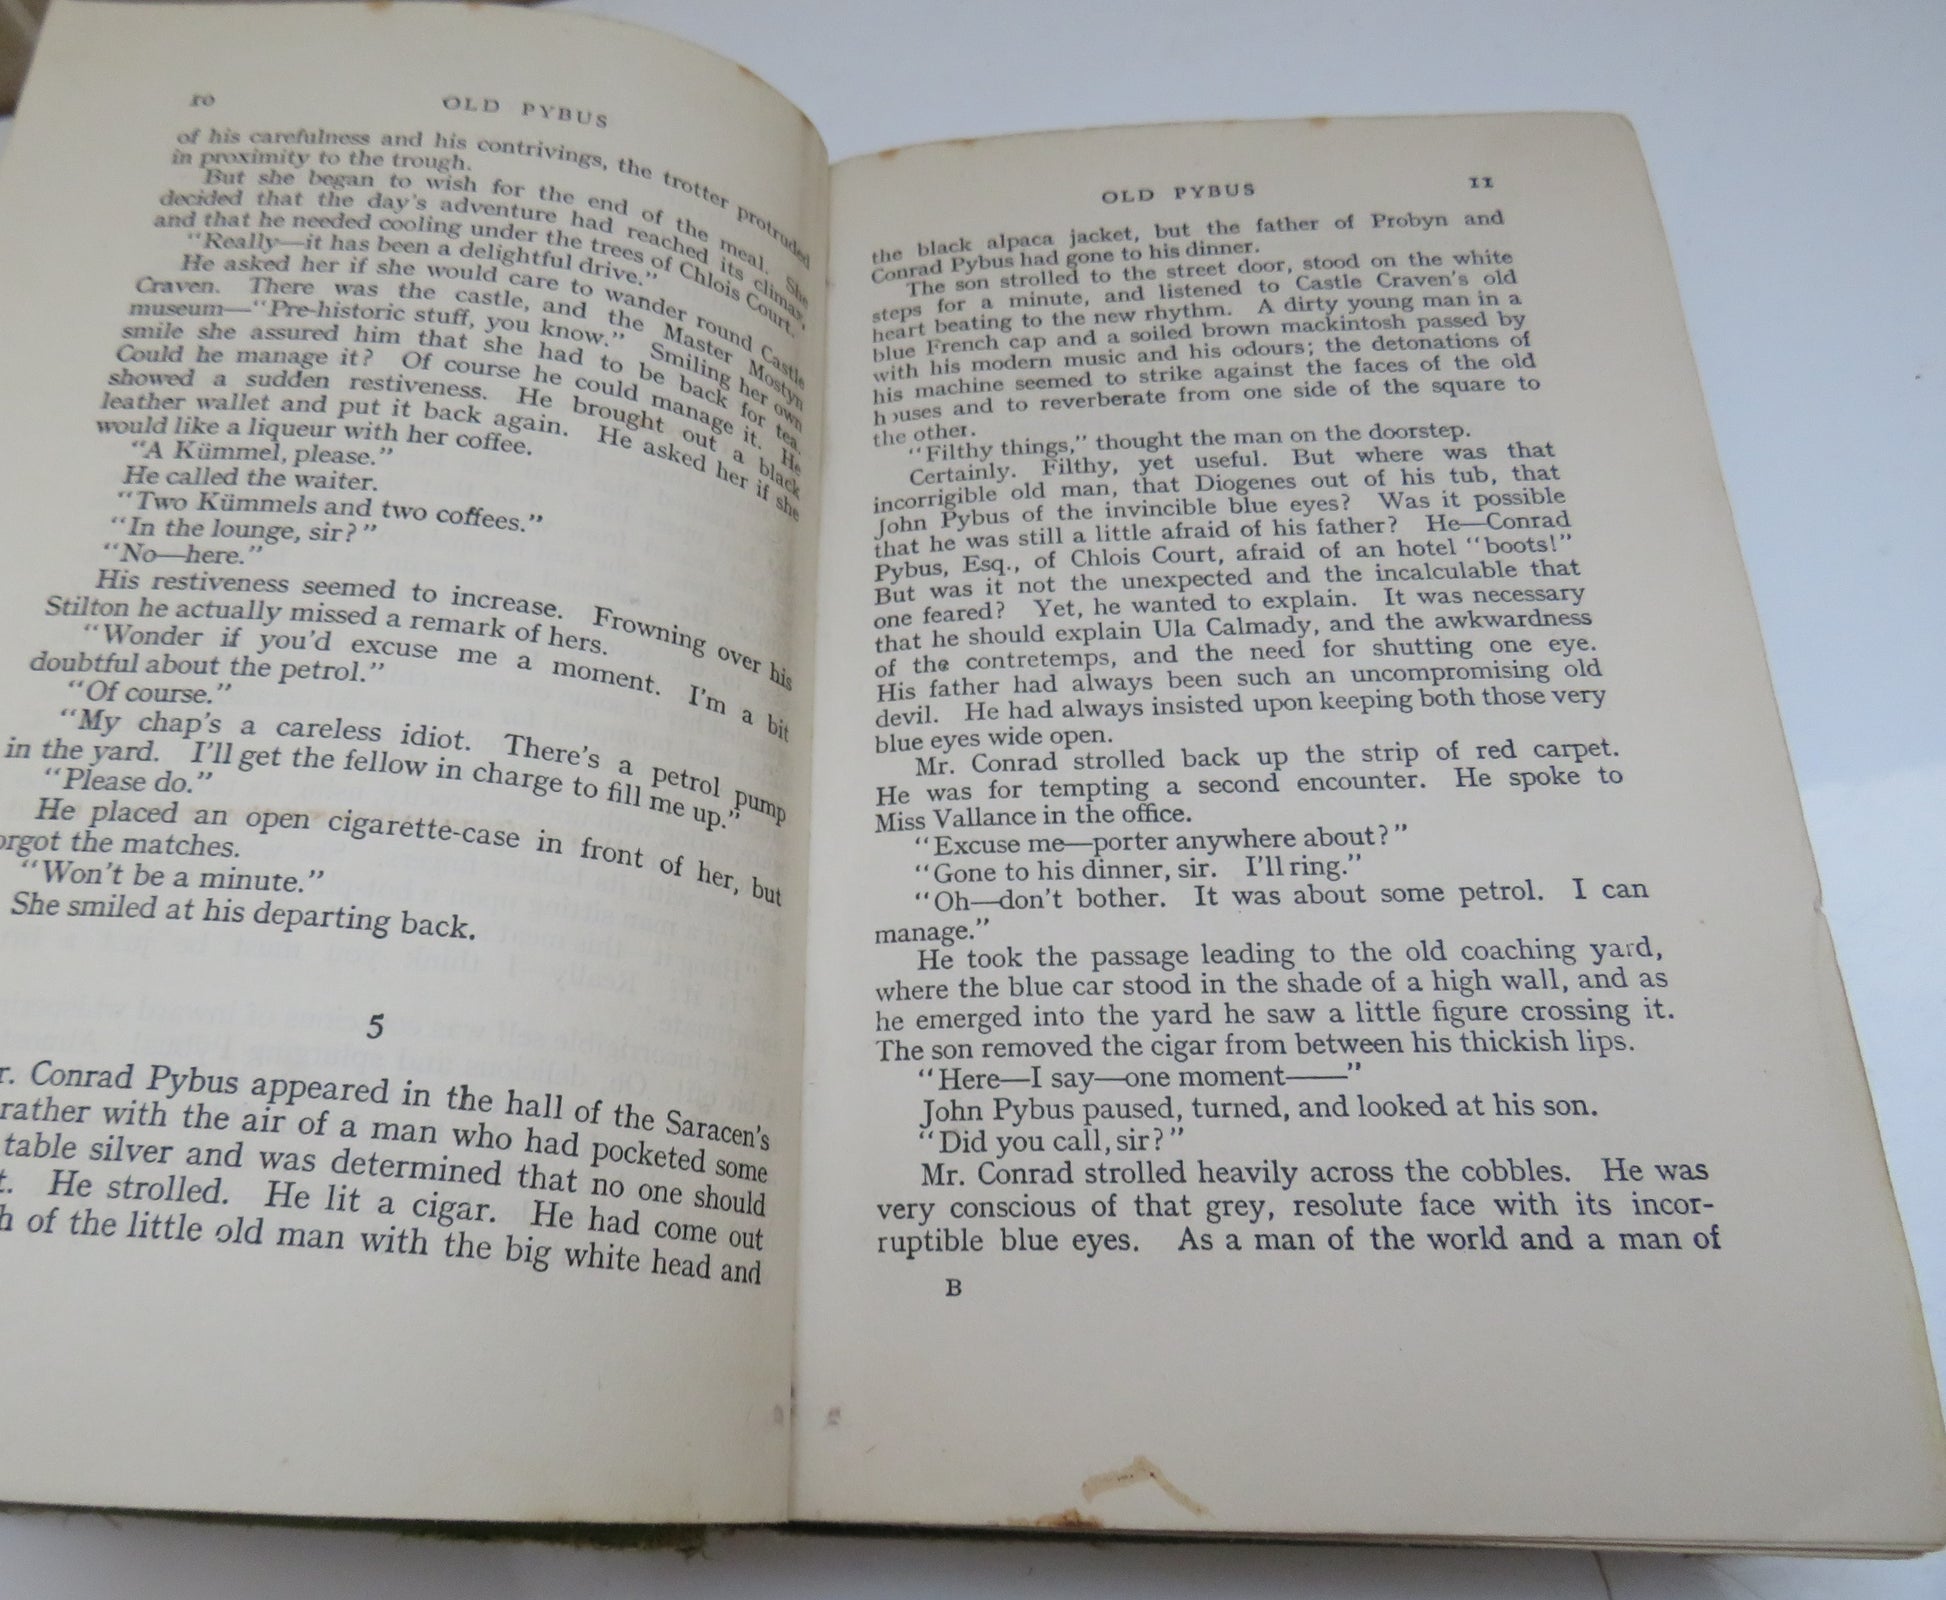 10
OLD PYBUS
of his carefulness and his contrivings, the trotter protruded
in proximity to the trough.
But she began to wish for the end of the meal. She
decided that the day's adventure had reached its climax,
and that he needed cooling under the trees of Chlois Court.
"Really—it has been a delightful drive."
He asked her if she would care to wander round Castle
Craven. There was the castle, and the Master Mostyn
museum—"Pre-historic stuff, you know." Smiling her own
smile she assured him that she had to be back for tea.
Could he manage it? Of course he could manage it. He
showed a sudden restiveness. He brought out a black
leather wallet and put it back again. He asked her if she
would like a liqueur with her coffee.
"A Kümmel, please."
He called the waiter.
"Two Kümmels and two coffees."
"In the lounge, sir?"
"No—here."
His restiveness seemed to increase. Frowning over his
Stilton he actually missed a remark of hers.
"Wonder if you'd excuse me a moment. I'm a bit
doubtful about the petrol."
"Of course."
"My chap's a careless idiot. There's a petrol pump
in the yard. I'll get the fellow in charge to fill me up."
"Please do."
He placed an open cigarette-case in front of her, but
orgot the matches.
"Won't be a minute."
She smiled at his departing back.
5
r. Conrad Pybus appeared in the hall of the Saracen's
rather with the air of a man who had pocketed some
table silver and was determined that no one should
t. He strolled. He lit a cigar. He had come out
h of the little old man with the big white head and
OLD PYBUS
11
the black alpaca jacket, but the father of Probyn and
Conrad Pybus had gone to his dinner.
The son strolled to the street door, stood on the white
steps for a minute, and listened to Castle Craven's old
heart beating to the new rhythm. A dirty young man in a
blue French cap and a soiled brown mackintosh passed by
with his modern music and his odours; the detonations of
his machine seemed to strike against the faces of the old
houses and to reverberate from one side of the square to
the other.
"Filthy things," thought the man on the doorstep.
Certainly. Filthy, yet useful. But where was that
incorrigible old man, that Diogenes out of his tub, that
John Pybus of the invincible blue eyes? Was it possible
that he was still a little afraid of his father? He—Conrad
Pybus, Esq., of Chlois Court, afraid of an hotel "boots!"
But was it not the unexpected and the incalculable that
one feared? Yet, he wanted to explain. It was necessary
that he should explain Ula Calmady, and the awkwardness
of the contretemps, and the need for shutting one eye.
His father had always been such an uncompromising old
devil. He had always insisted upon keeping both those very
blue eyes wide open.
Mr. Conrad strolled back up the strip of red carpet.
He was for tempting a second encounter. He spoke to
Miss Vallance in the office.
"Excuse me—porter anywhere about?"
"Gone to his dinner, sir. I'll ring."
"Oh—don't bother. It was about some petrol. I can
manage."
He took the passage leading to the old coaching yard,
where the blue car stood in the shade of a high wall, and as
he emerged into the yard he saw a little figure crossing it.
The son removed the cigar from between his thickish lips.
"Here—I say—one moment——"
John Pybus paused, turned, and looked at his son.
"Did you call, sir?"
Mr. Conrad strolled heavily across the cobbles. He was
very conscious of that grey, resolute face with its incor-
ruptible blue eyes. As a man of the world and a man of
B